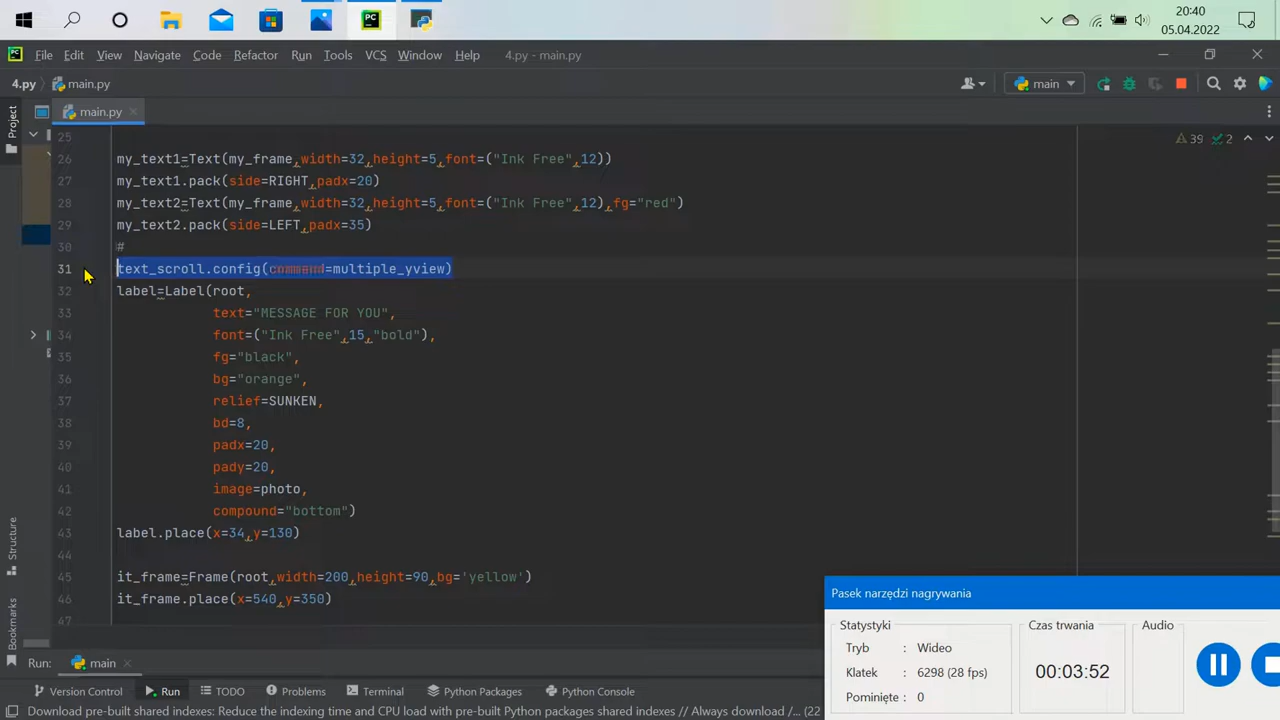 20:40
05.04.2022
File Edit View Navigate Code Refactor Run Tools VCS Window Help 4.py - main.py
4.py main.py main
main.py
Project
39 2
25
26 my_text1=Text(my_frame,width=32,height=5,font=("Ink Free",12))
27 my_text1.pack(side=RIGHT,padx=20)
28 my_text2=Text(my_frame,width=32,height=5,font=("Ink Free",12),fg="red")
29 my_text2.pack(side=LEFT,padx=35)
30 #
31 text_scroll.config(command=multiple_yview)
32 label=Label(root,
33 text="MESSAGE FOR YOU",
34 font=("Ink Free",15,"bold"),
35 fg="black",
36 bg="orange",
37 relief=SUNKEN,
38 bd=8,
39 padx=20,
40 pady=20,
41 image=photo,
42 compound="bottom")
43 label.place(x=34,y=130)
44
45 it_frame=Frame(root,width=200,height=90,bg='yellow')
46 it_frame.place(x=540,y=350)
47
Structure
Bookmarks
Pasek narzędzi nagrywania
Statystyki
Tryb : Wideo
Klatek : 6298 (28 fps)
Pominięte : 0
Czas trwania
00:03:52
Audio
Run: main
Version Control Run TODO Problems Terminal Python Packages Python Console
Download pre-built shared indexes: Reduce the indexing time and CPU load with pre-built Python packages shared indexes // Always download /... (2